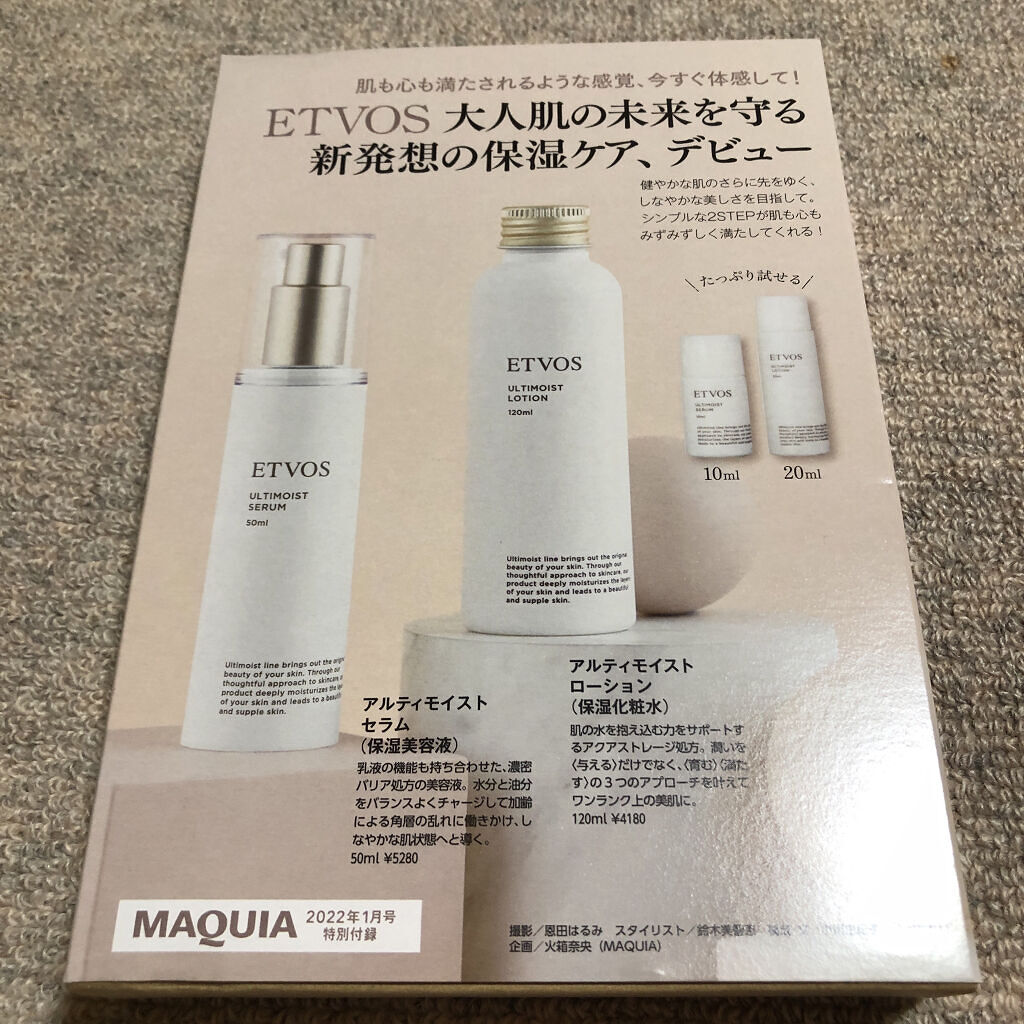 肌も心も満たされるような感覚、今すぐ体感して!
ETVOS 大人肌の未来を守る
新発想の保湿ケア、デビュー
健やかな肌のさらに先をゆく、
しなやかな美しさを目指して。
シンプルな2STEPが肌も心も
みずみずしく満たしてくれる!
\たっぷり試せる/
ETVOS
ULTIMOIST
SERUM
10ml
ETVOS
ULTIMOIST
LOTION
20ml
ETVOS
ULTIMOIST
LOTION
120ml
Ultimoist line brings out the original
beauty of your skin. Through our
thoughtful approach to skincare, our
product deeply moisturizes the layers
of your skin and leads to a beautiful
and supple skin.
ETVOS
ULTIMOIST
SERUM
50ml
Ultimoist line brings out the original
beauty of your skin. Through our
thoughtful approach to skincare,
product deeply moisturizes the
of your skin and leads to a
and supple skin.
アルティモイスト
ローション
(保湿化粧水)
肌の水を抱え込む力をサポートす
るアクアストレージ処方。潤いを
〈与える〉だけでなく、〈育む〉〈満た
す〉の3つのアプローチを叶えて
ワンランク上の美肌に。
120ml ¥4180
アルティモイスト
セラム
(保湿美容液)
乳液の機能も持ち合わせた、濃密
バリア処方の美容液。水分と油分
をバランスよくチャージして加齢
による角層の乱れに働きかけ、し
なやかな肌状態へと導く。
50ml ¥5280
MAQUIA 2022年1月号
特別付録
撮影/恩田はるみ スタイリスト/鈴木美智恵
企画/火箱奈央(MAQUIA)